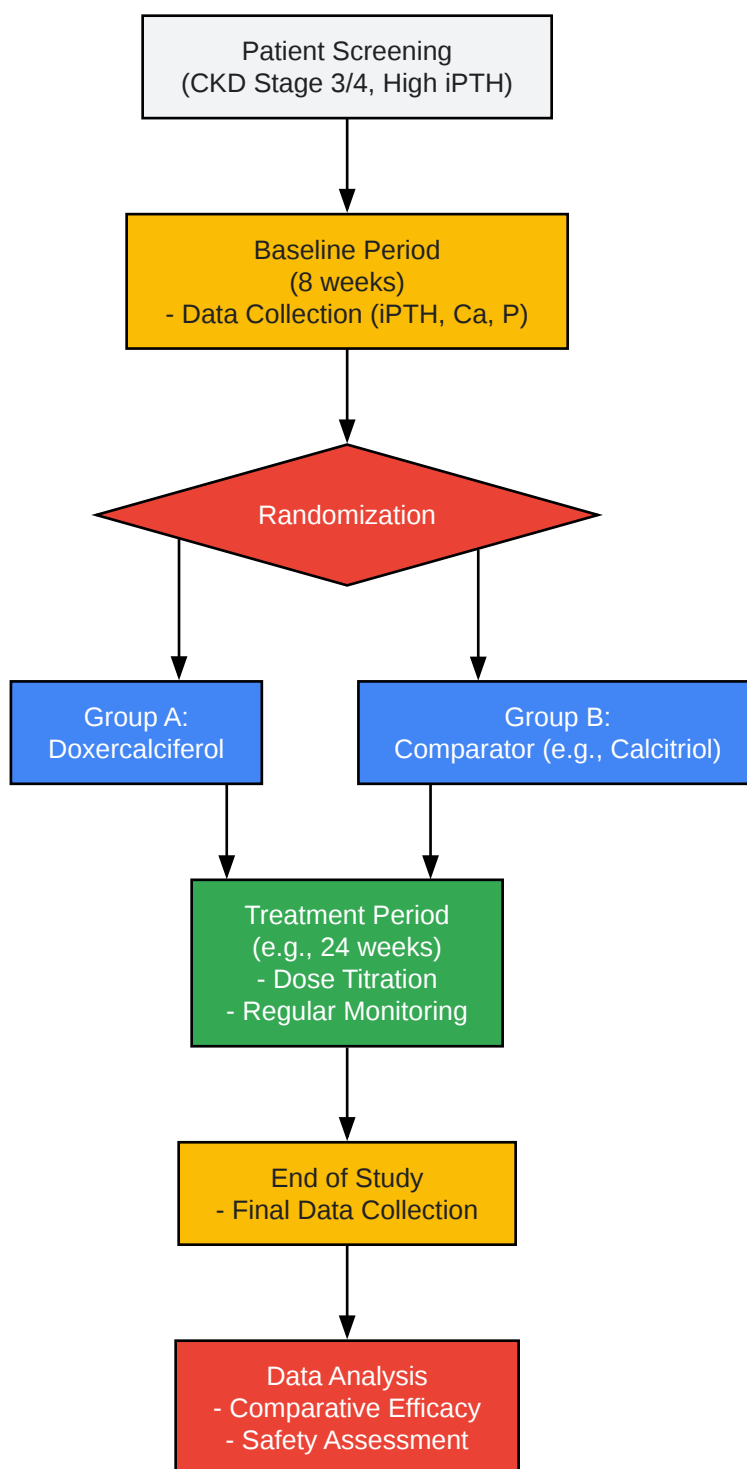 Patient Screening
(CKD Stage 3/4, High iPTH)
Baseline Period
(8 weeks)
- Data Collection (iPTH, Ca, P)
Randomization
Group A:
Doxercalciferol
Group B:
Comparator (e.g., Calcitriol)
Treatment Period
(e.g., 24 weeks)
- Dose Titration
- Regular Monitoring
End of Study
- Final Data Collection
Data Analysis
- Comparative Efficacy
- Safety Assessment